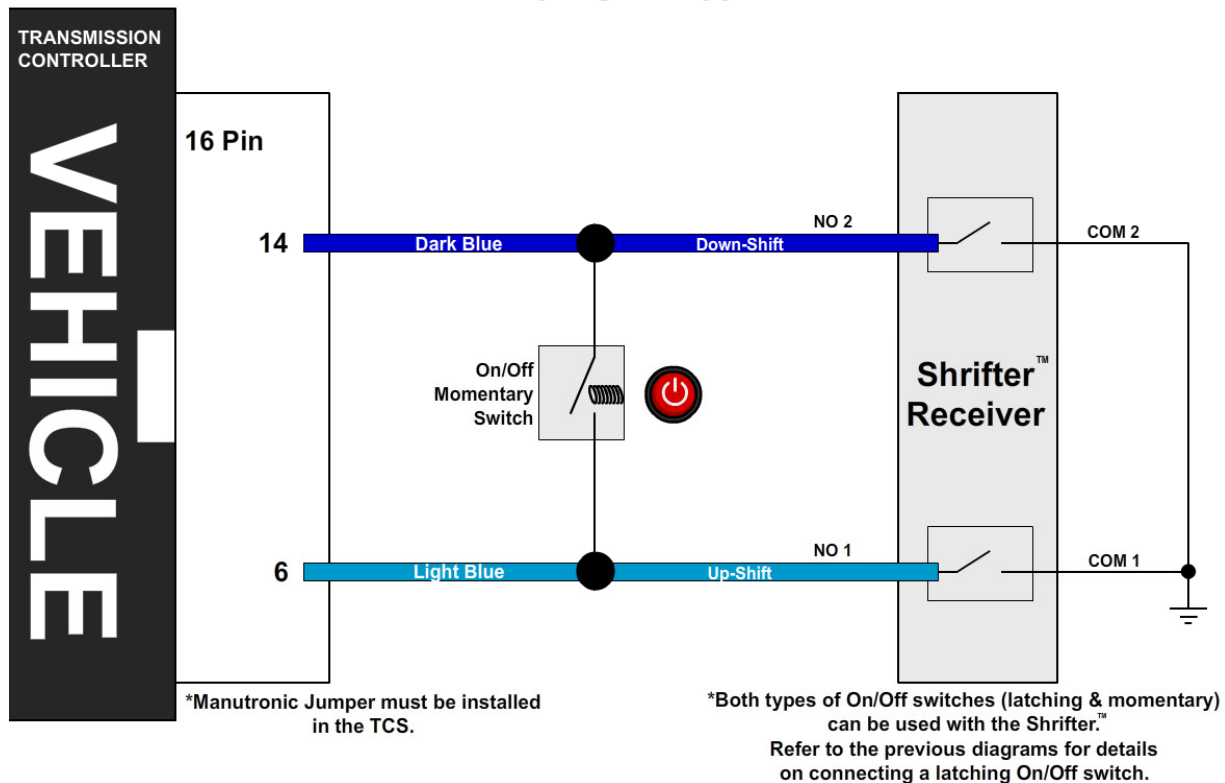 TRANSMISSION
CONTROLLER
VEHICLE
16 Pin
14
Dark Blue
Down-Shift
NO 2
COM 2
On/Off
Momentary
Switch
Shrifter™
Receiver
6
Light Blue
Up-Shift
NO 1
COM 1
*Manutronic Jumper must be installed
in the TCS.
*Both types of On/Off switches (latching & momentary)
can be used with the Shrifter.™
Refer to the previous diagrams for details
on connecting a latching On/Off switch.